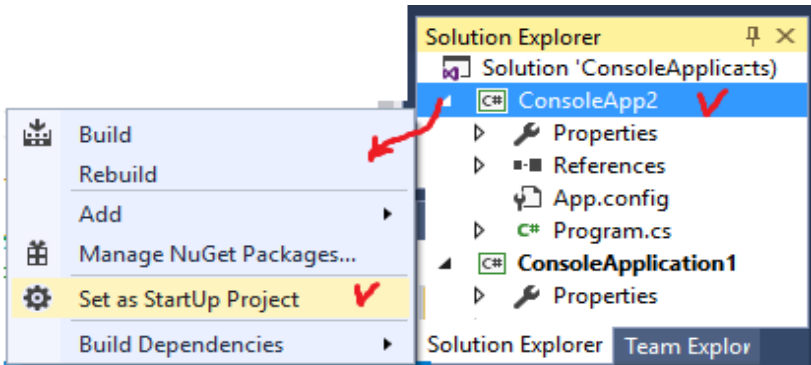 Build
Rebuild
Add
Manage NuGet Packages...
Set as StartUp Project
Build Dependencies
Solution Explorer
Solution 'ConsoleApplicats)
C# ConsoleApp2
Properties
References
App.config
C# Program.cs
C# ConsoleApplication1
Properties
Solution Explorer Team Explor